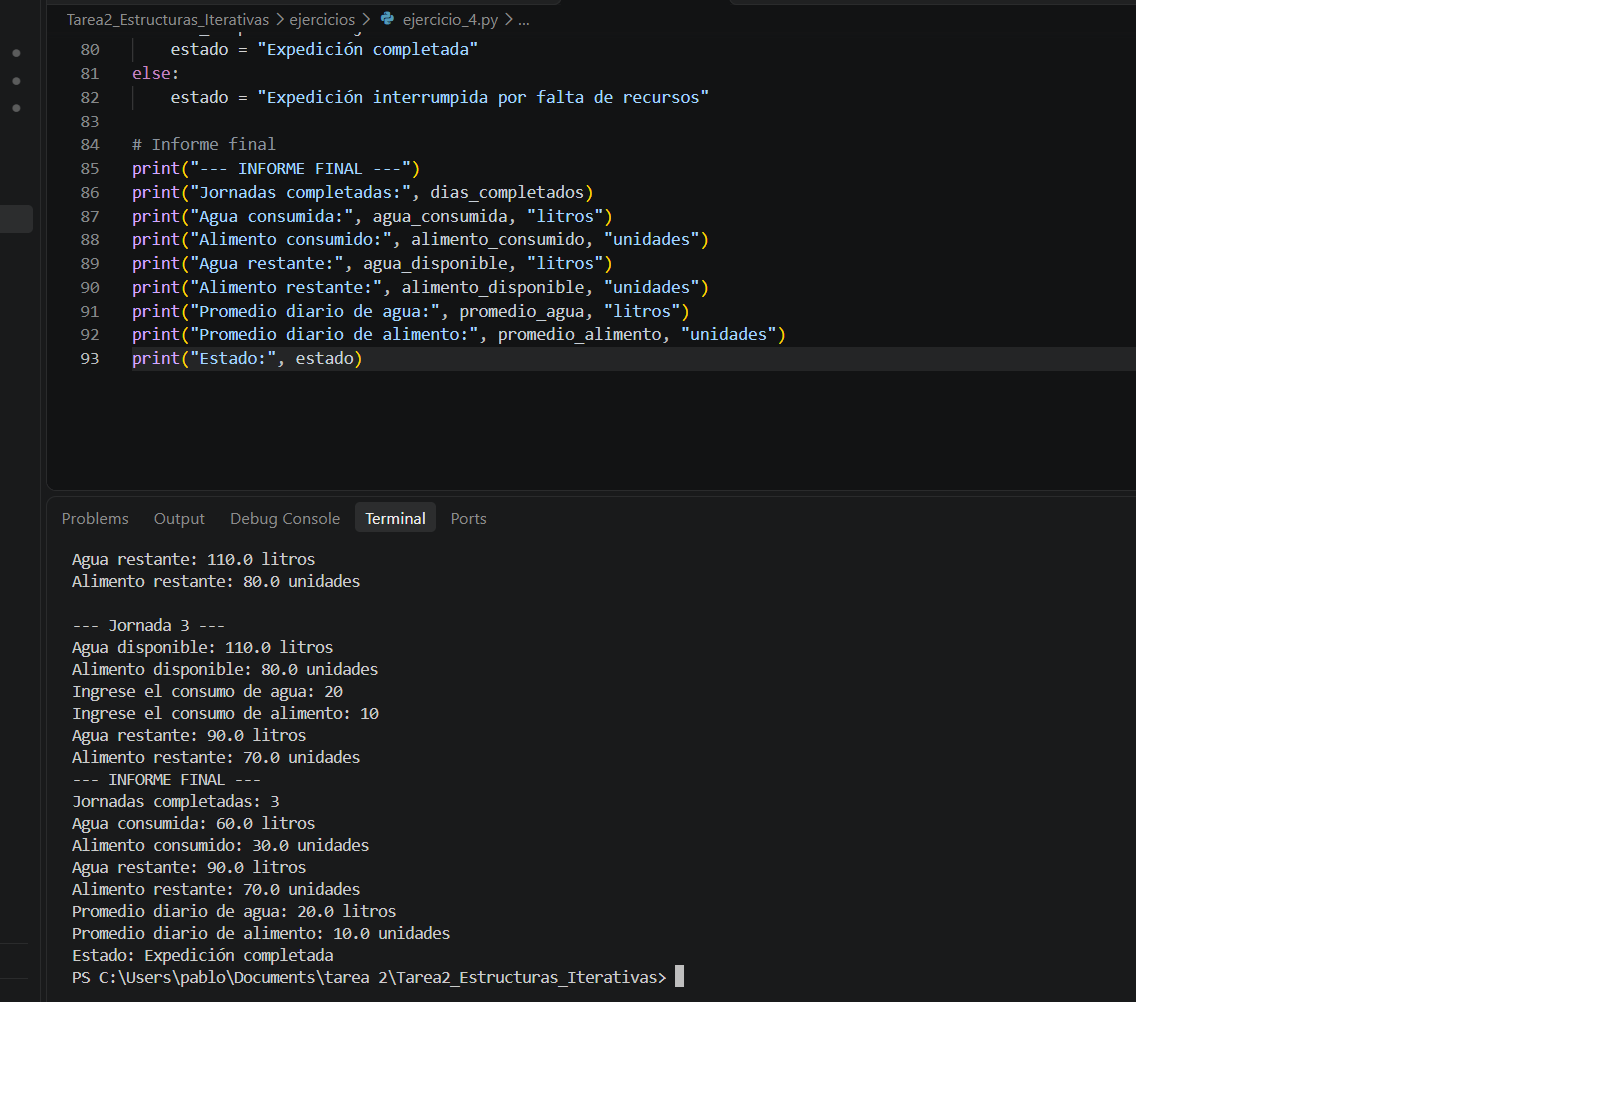 Tarea2_Estructuras_Iterativas > ejercicios > ejercicio_4.py > ...
80 estado = "Expedición completada"
81 else:
82 estado = "Expedición interrumpida por falta de recursos"
83
84 # Informe final
85 print("--- INFORME FINAL ---")
86 print("Jornadas completadas:", dias_completados)
87 print("Agua consumida:", agua_consumida, "litros")
88 print("Alimento consumido:", alimento_consumido, "unidades")
89 print("Agua restante:", agua_disponible, "litros")
90 print("Alimento restante:", alimento_disponible, "unidades")
91 print("Promedio diario de agua:", promedio_agua, "litros")
92 print("Promedio diario de alimento:", promedio_alimento, "unidades")
93 print("Estado:", estado)
Problems Output Debug Console Terminal Ports
Agua restante: 110.0 litros
Alimento restante: 80.0 unidades
--- Jornada 3 ---
Agua disponible: 110.0 litros
Alimento disponible: 80.0 unidades
Ingrese el consumo de agua: 20
Ingrese el consumo de alimento: 10
Agua restante: 90.0 litros
Alimento restante: 70.0 unidades
--- INFORME FINAL ---
Jornadas completadas: 3
Agua consumida: 60.0 litros
Alimento consumido: 30.0 unidades
Agua restante: 90.0 litros
Alimento restante: 70.0 unidades
Promedio diario de agua: 20.0 litros
Promedio diario de alimento: 10.0 unidades
Estado: Expedición completada
PS C:\Users\pablo\Documents\tarea 2\Tarea2_Estructuras_Iterativas>